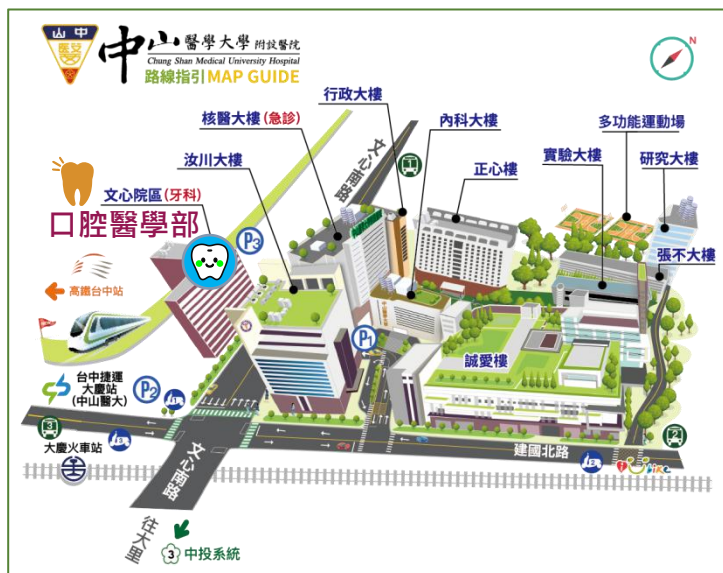 山中
醫
中山醫學大學 附設醫院
Chung Shan Medical University Hospital
路線指引 MAP GUIDE
N
行政大樓
核醫大樓(急診)
文心南路
1
內科大樓
多功能運動場
汝川大樓
正心樓
實驗大樓
研究大樓
文心院區(牙科)
口腔醫學部
P3
張不大樓
高鐵台中站
P1
誠愛樓
台中捷運
大慶站
(中山醫大)
P2
3
2
大慶火車站
文心南路
建國北路
UBike
往大里
3 中投系統